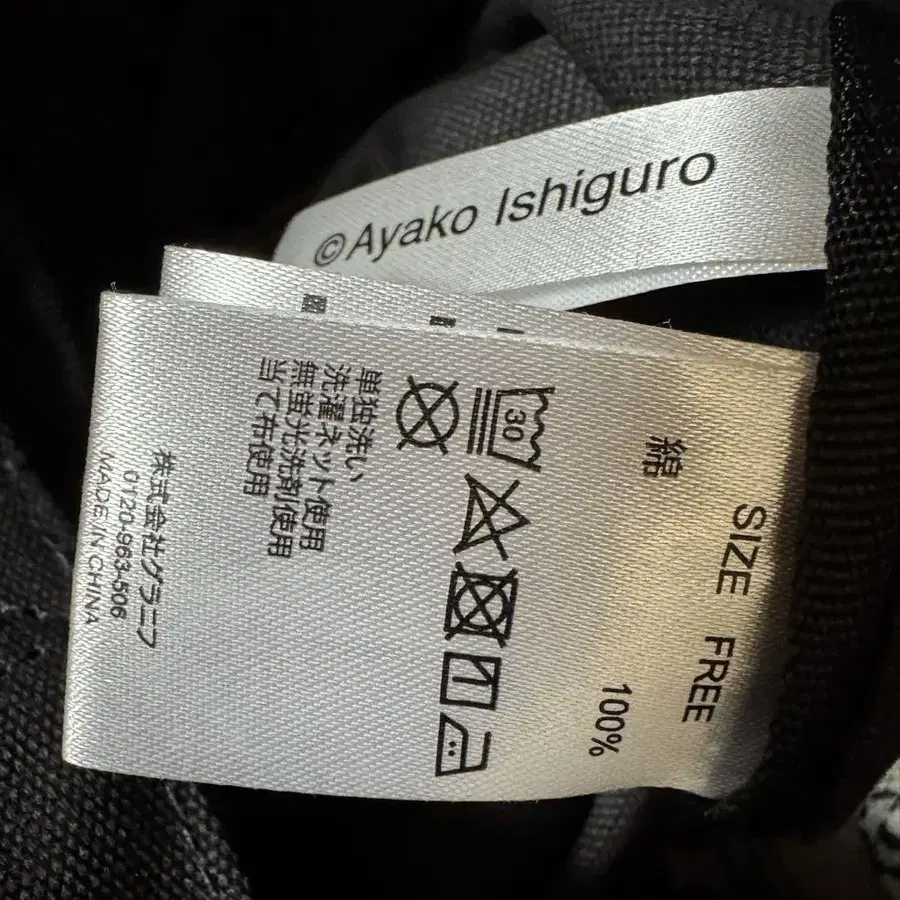 ©Ayako Ishiguro
SIZE FREE
綿 100%
30
単独洗い
洗濯ネット使用
無蛍光洗剤使用
当て布使用
株式会社グラニフ
0120-963-506
MADE IN CHINA